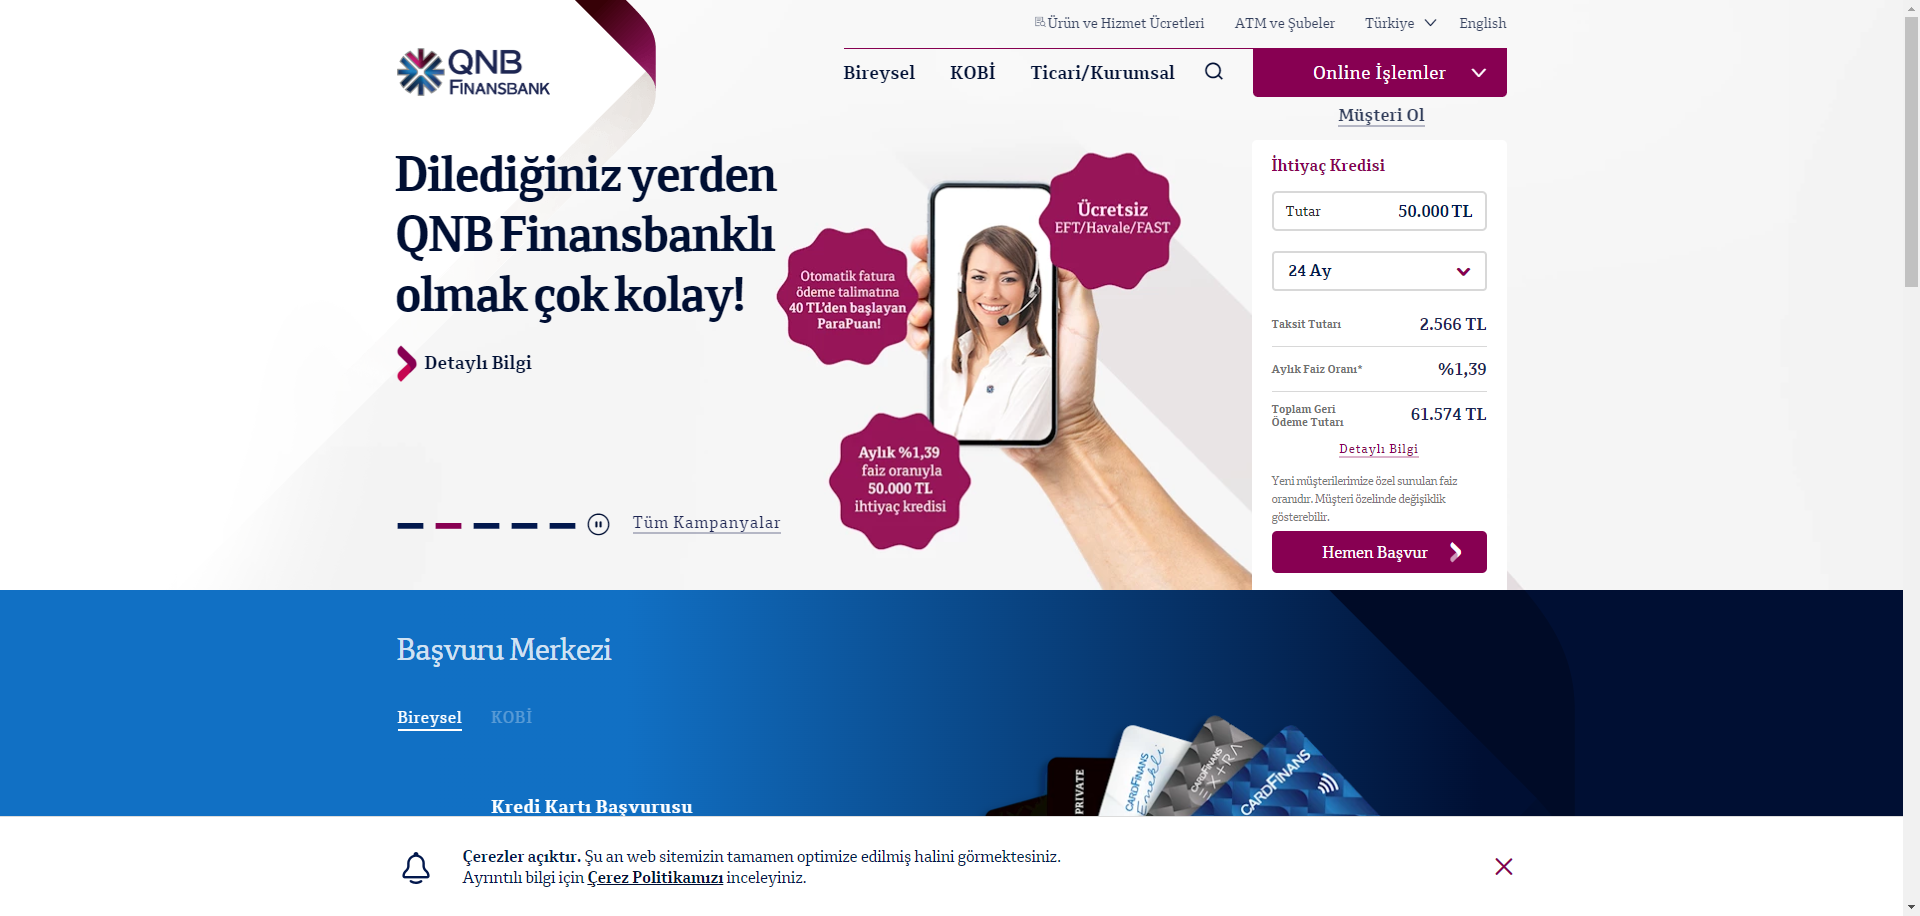 Ürün ve Hizmet Ücretleri
ATM ve Şubeler
Türkiye
English
QNB
FİNANSBANK
Bireysel
KOBİ
Ticari/Kurumsal
Online İşlemler
Müşteri Ol
Dilediğiniz yerden
QNB Finansbanklı
olmak çok kolay!
Detaylı Bilgi
Ücretsiz
EFT/Havale/FAST
Otomatik fatura
ödeme talimatına
40 TL'den başlayan
ParaPuan!
Aylık %1,39
faiz oranıyla
50.000 TL
ihtiyaç kredisi
Tüm Kampanyalar
İhtiyaç Kredisi
Tutar 50.000 TL
24 Ay
Taksit Tutarı 2.566 TL
Aylık Faiz Oranı* %1,39
Toplam Geri
Ödeme Tutarı 61.574 TL
Detaylı Bilgi
Yeni müşterilerimize özel sunulan faiz
oranıdır. Müşteri özelinde değişiklik
gösterebilir.
Hemen Başvur
Başvuru Merkezi
Bireysel
KOBİ
Kredi Kartı Başvurusu
PRIVATE
CARDFINANS
Emekli
CARDFINANS
EX+RA
CARDFINANS
Çerezler açıktır. Şu an web sitemizin tamamen optimize edilmiş halini görmektesiniz.
Ayrıntılı bilgi için Çerez Politikamızı inceleyiniz.